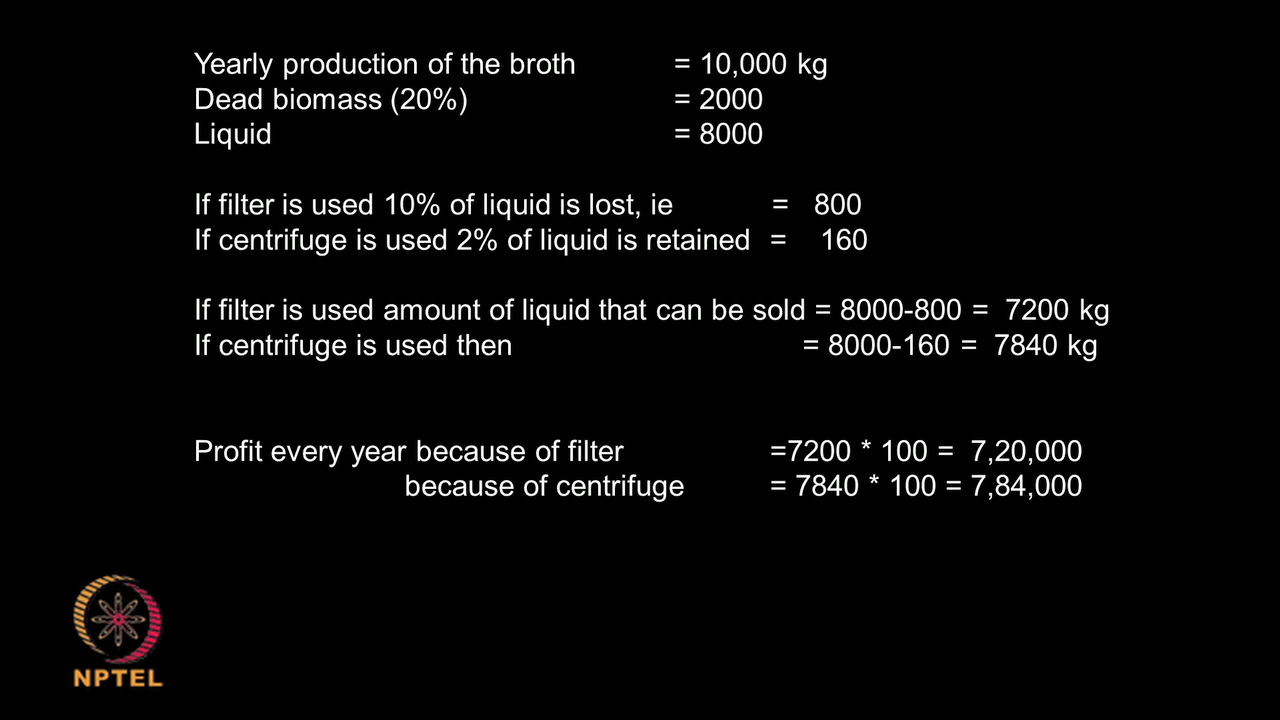 Yearly production of the broth = 10,000 kg
Dead biomass (20%) = 2000
Liquid = 8000
If filter is used 10% of liquid is lost, ie = 800
If centrifuge is used 2% of liquid is retained = 160
If filter is used amount of liquid that can be sold = 8000-800 = 7200 kg
If centrifuge is used then = 8000-160 = 7840 kg
Profit every year because of filter =7200 * 100 = 7,20,000
because of centrifuge = 7840 * 100 = 7,84,000
NPTEL